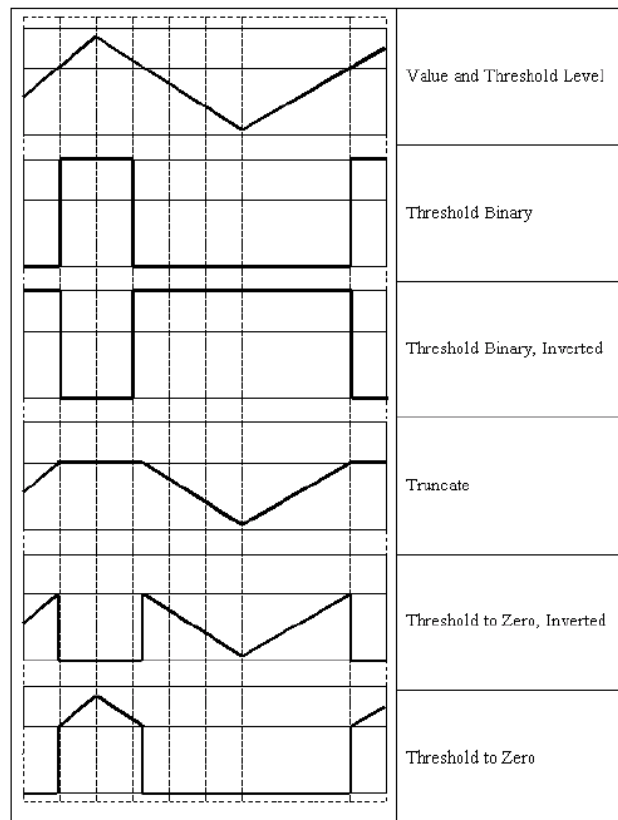 Value and Threshold Level
Threshold Binary
Threshold Binary, Inverted
Truncate
Threshold to Zero, Inverted
Threshold to Zero